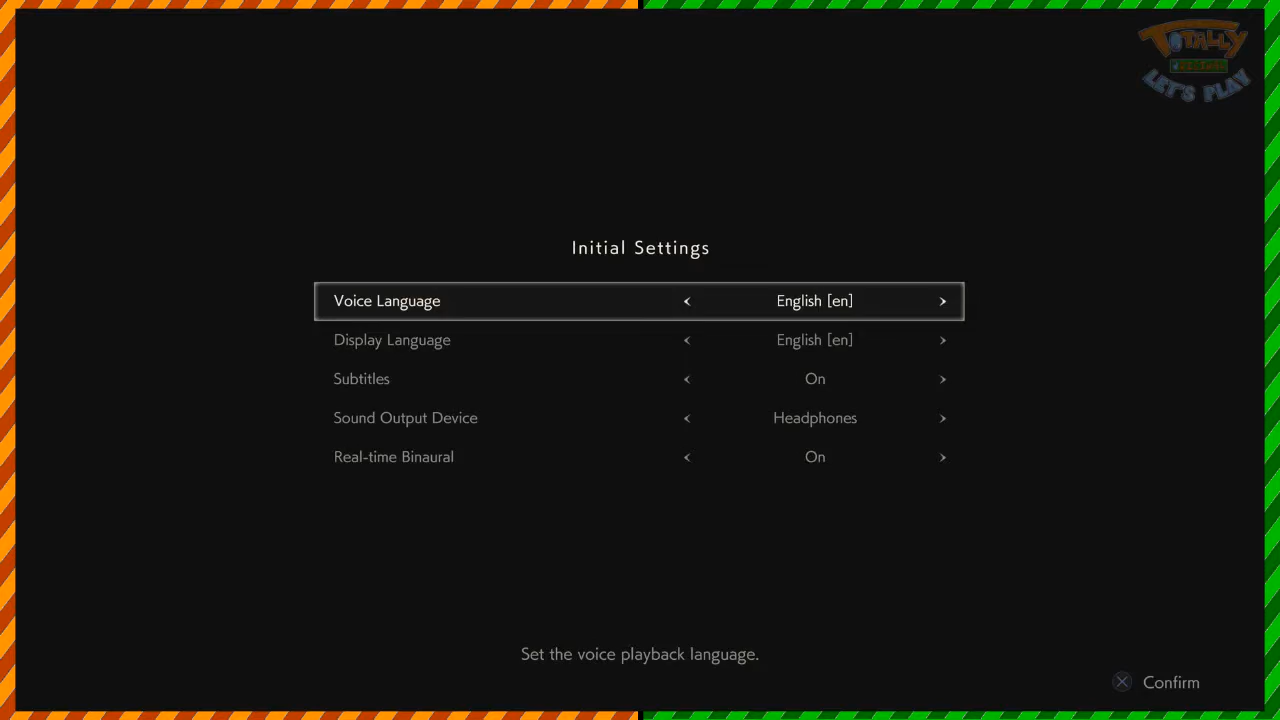 TOTALLY
LET'S PLAY
Initial Settings
Voice Language < English [en] >
Display Language < English [en] >
Subtitles < On >
Sound Output Device < Headphones >
Real-time Binaural < On >
Set the voice playback language.
Confirm